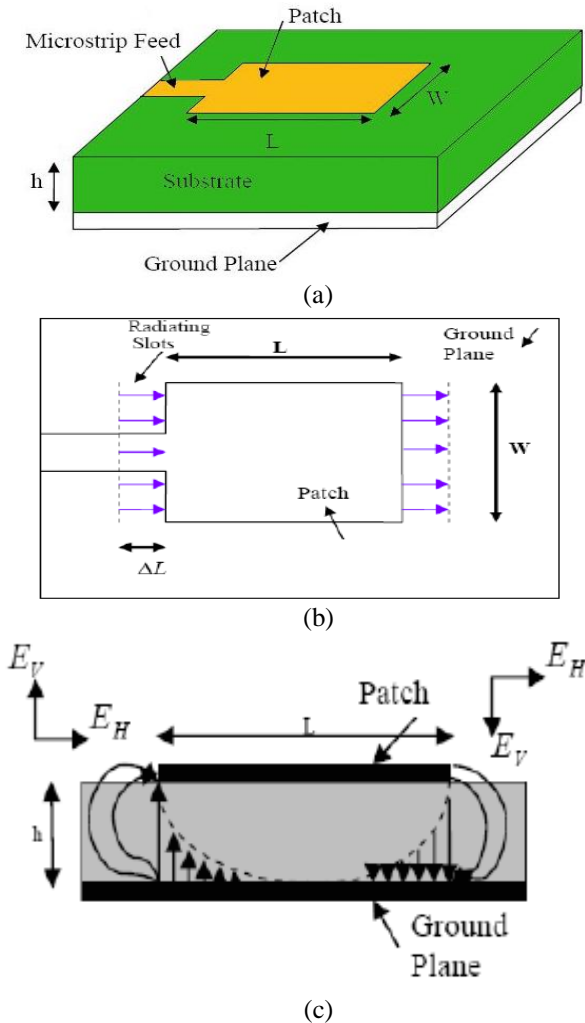 Patch
Microstrip Feed
W
L
h
Substrate
Ground Plane
(a)
Radiating
Slots
L
Ground
Plane
W
Patch
ΔL
(b)
E_V
E_H
E_H
Patch
L
E_V
h
Ground
Plane
(c)